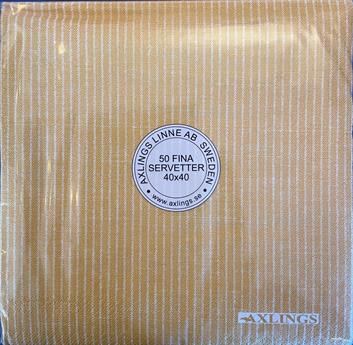 AXLINGS LINNE AB SWEDEN
50 FINA
SERVETTER
40x40
www.axlings.se
AXLINGS